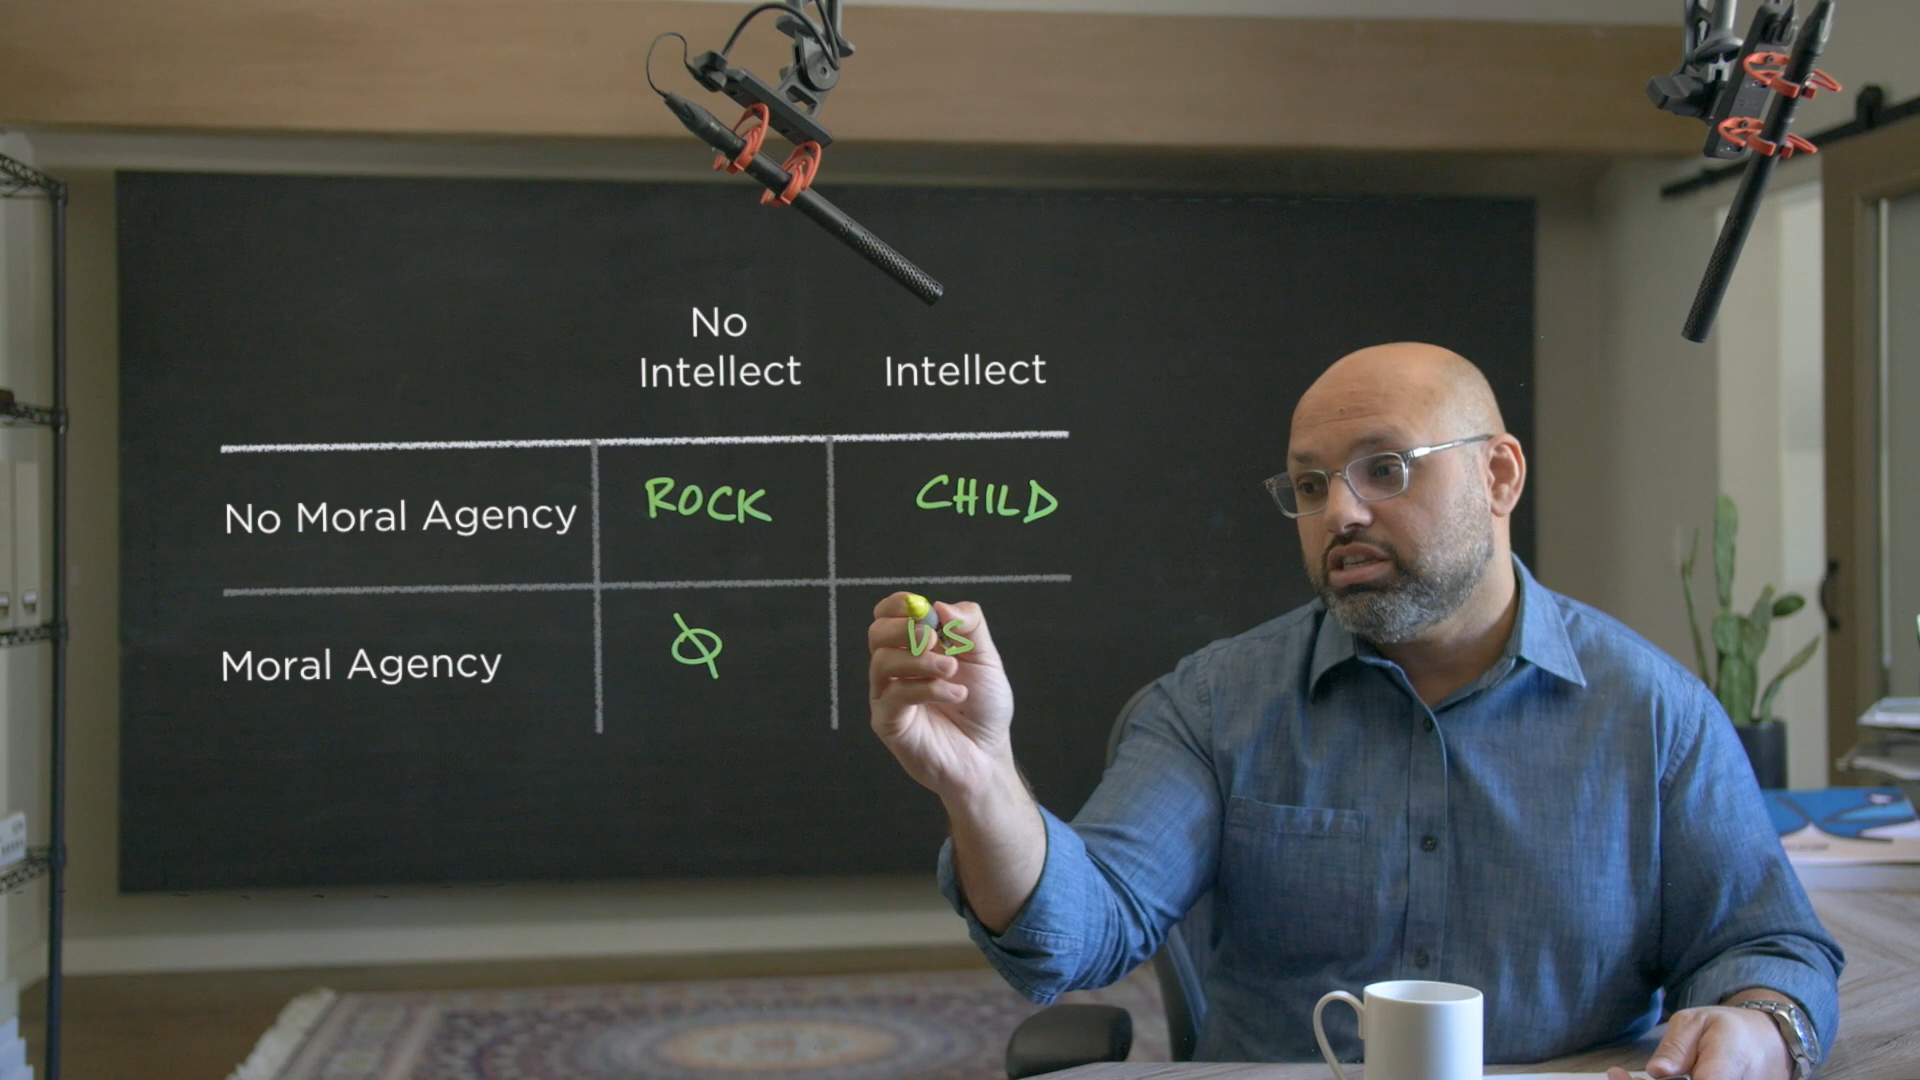 No
Intellect
Intellect
No Moral Agency
ROCK
CHILD
Moral Agency
Ø
US